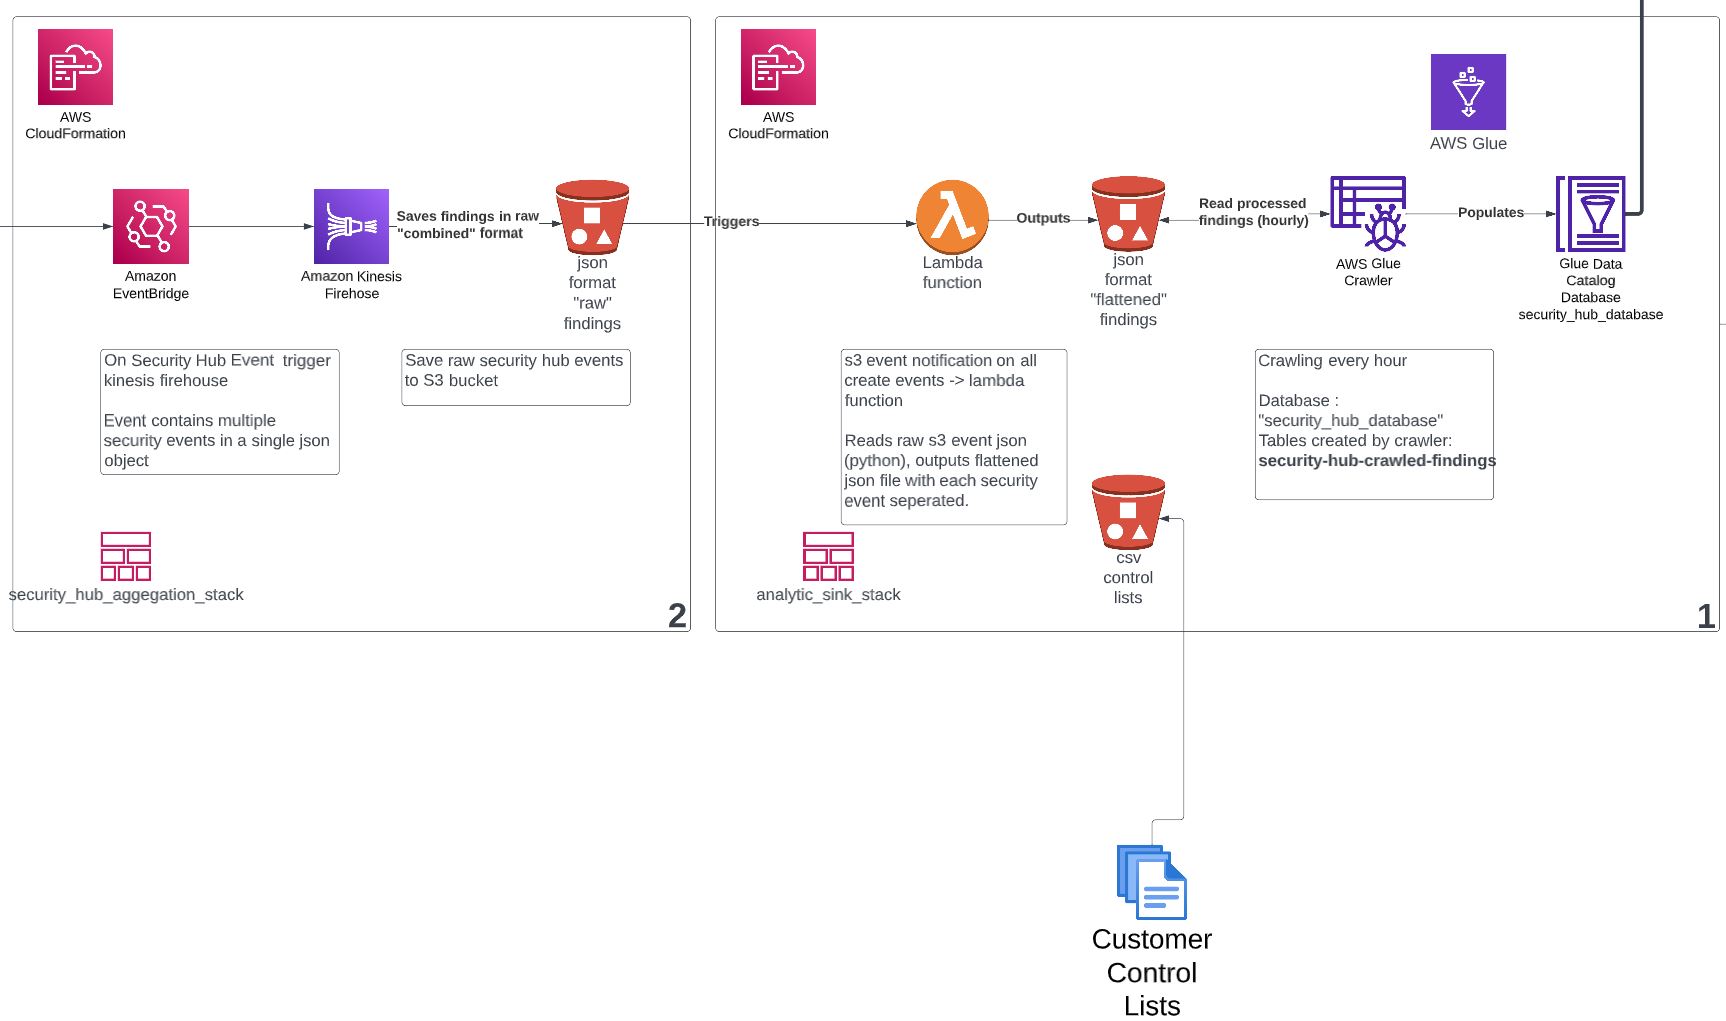 AWS
CloudFormation
Amazon
EventBridge
Amazon Kinesis
Firehose
Saves findings in raw
"combined" format
json
format
"raw"
findings
On Security Hub Event  trigger
kinesis firehouse
Event contains multiple
security events in a single json
object
Save raw security hub events
to S3 bucket
security_hub_aggegation_stack
2
Triggers
AWS
CloudFormation
AWS Glue
Lambda
function
Outputs
json
format
"flattened"
findings
Read processed
findings (hourly)
AWS Glue
Crawler
Populates
Glue Data
Catalog
Database
security_hub_database
s3 event notification on all
create events -> lambda
function
Reads raw s3 event json
(python), outputs flattened
json file with each security
event seperated.
Crawling every hour
Database :
"security_hub_database"
Tables created by crawler:
security-hub-crawled-findings
analytic_sink_stack
csv
control
lists
1
Customer
Control
Lists